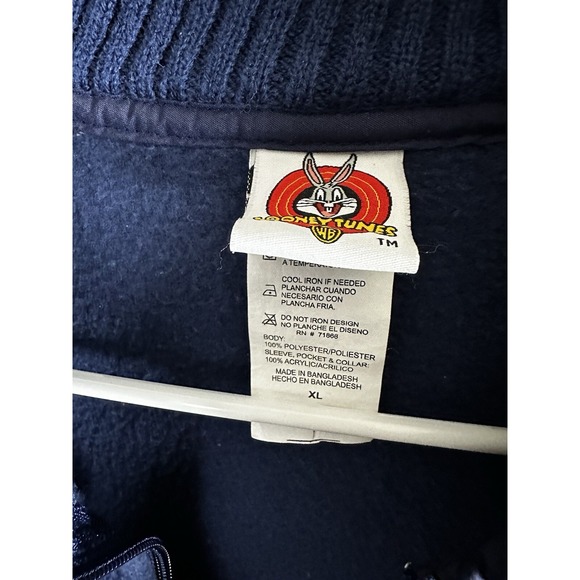 LOONEY TUNES
WB
TM
A TEMPERAT
COOL IRON IF NEEDED
PLANCHAR CUANDO
NECESARIO CON
PLANCHA FRIA.
DO NOT IRON DESIGN
NO PLANCHE EL DISENO
RN # 71868
BODY:
100% POLYESTER/POLIESTER
SLEEVE, POCKET & COLLAR:
100% ACRYLIC/ACRILICO
MADE IN BANGLADESH
HECHO EN BANGLADESH
XL